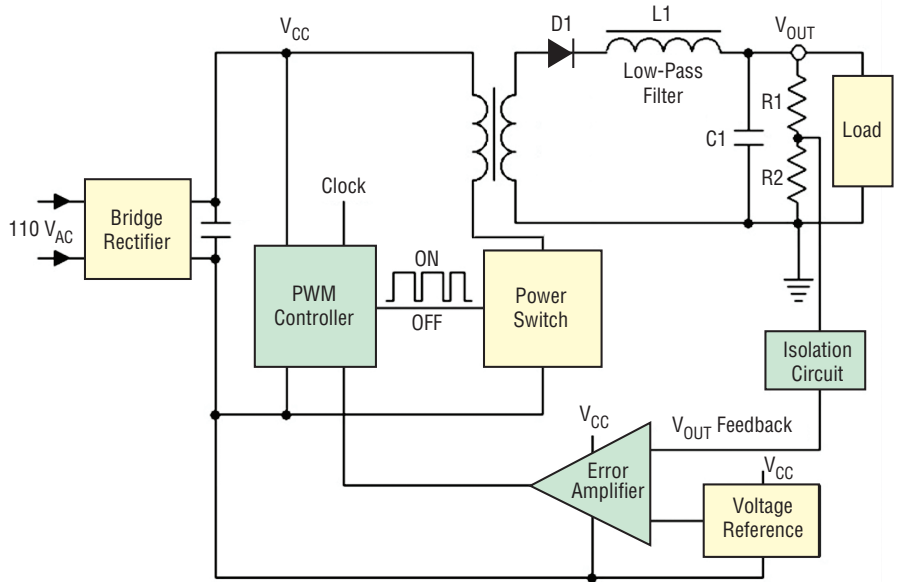 V_CC
D1
L1
V_OUT
Low-Pass
Filter
R1
C1
R2
Load
Clock
110 V_AC
Bridge
Rectifier
PWM
Controller
ON
OFF
Power
Switch
Isolation
Circuit
V_CC
V_OUT Feedback
Error
Amplifier
V_CC
Voltage
Reference